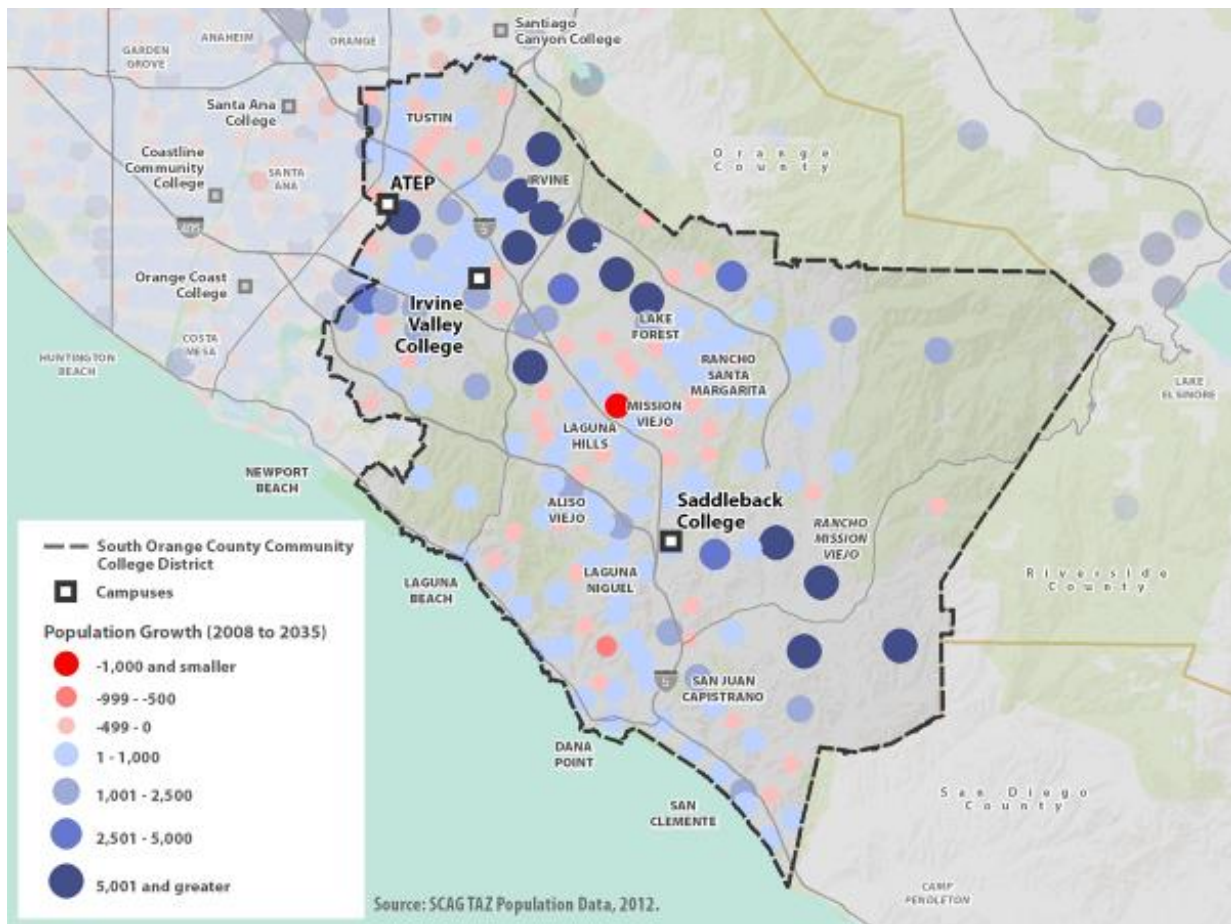 Santiago
Canyon College
ANAHEIM
ORANGE
GARDEN
GROVE
Santa Ana
College
TUSTIN
Coastline
Community
College
SANTA
ANA
ATEP
IRVINE
Orange
County
405
5
Orange Coast
College
Irvine
Valley
College
COSTA
MESA
LAKE
FOREST
HUNTINGTON
BEACH
RANCHO
SANTA
MARGARITA
LAKE
ELSINORE
MISSION
VIEJO
LAGUNA
HILLS
NEWPORT
BEACH
ALISO
VIEJO
Saddleback
College
RANCHO
MISSION
VIEJO
LAGUNA
BEACH
LAGUNA
NIGUEL
Riverside
County
5
SAN JUAN
CAPISTRANO
DANA
POINT
SAN
CLEMENTE
San Diego
County
CAMP
PENDLETON
South Orange County Community
College District
Campuses
Population Growth (2008 to 2035)
-1,000 and smaller
-999 - -500
-499 - 0
1 - 1,000
1,001 - 2,500
2,501 - 5,000
5,001 and greater
Source: SCAG TAZ Population Data, 2012.